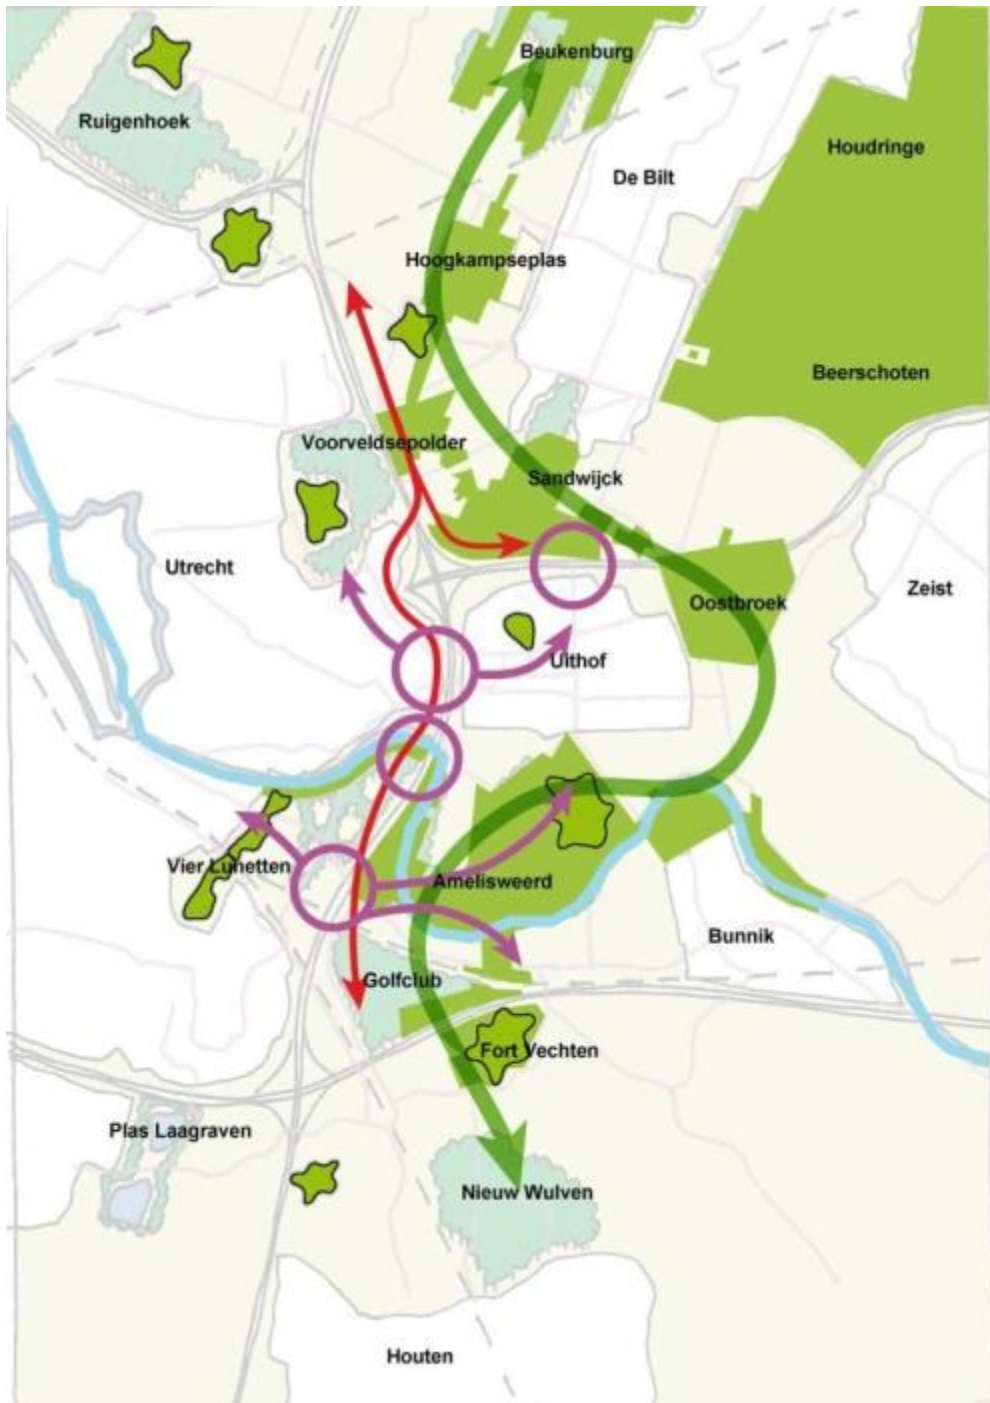 Beukenburg
Ruigenhoek
Houdringe
De Bilt
Hoogkampseplas
Beerschoten
Voorveldsepolder
Sandwijck
Utrecht
Zeist
Oostbroek
Uithof
Vier Lunetten
Amelisweerd
Bunnik
Golfclub
Fort Vechten
Plas Laagraven
Nieuw Wulven
Houten